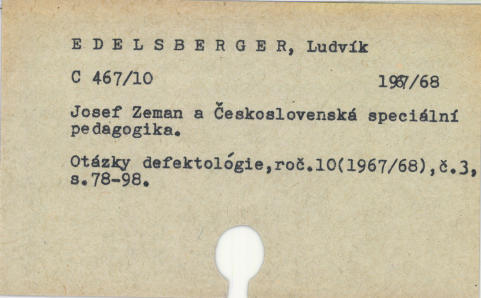 E D E L S B E R G E R, Ludvík
C 467/10 1967/68
Josef Zeman a Československá speciální
pedagogika.
Otázky defektológie,roč.10(1967/68),č.3,
s.78-98.